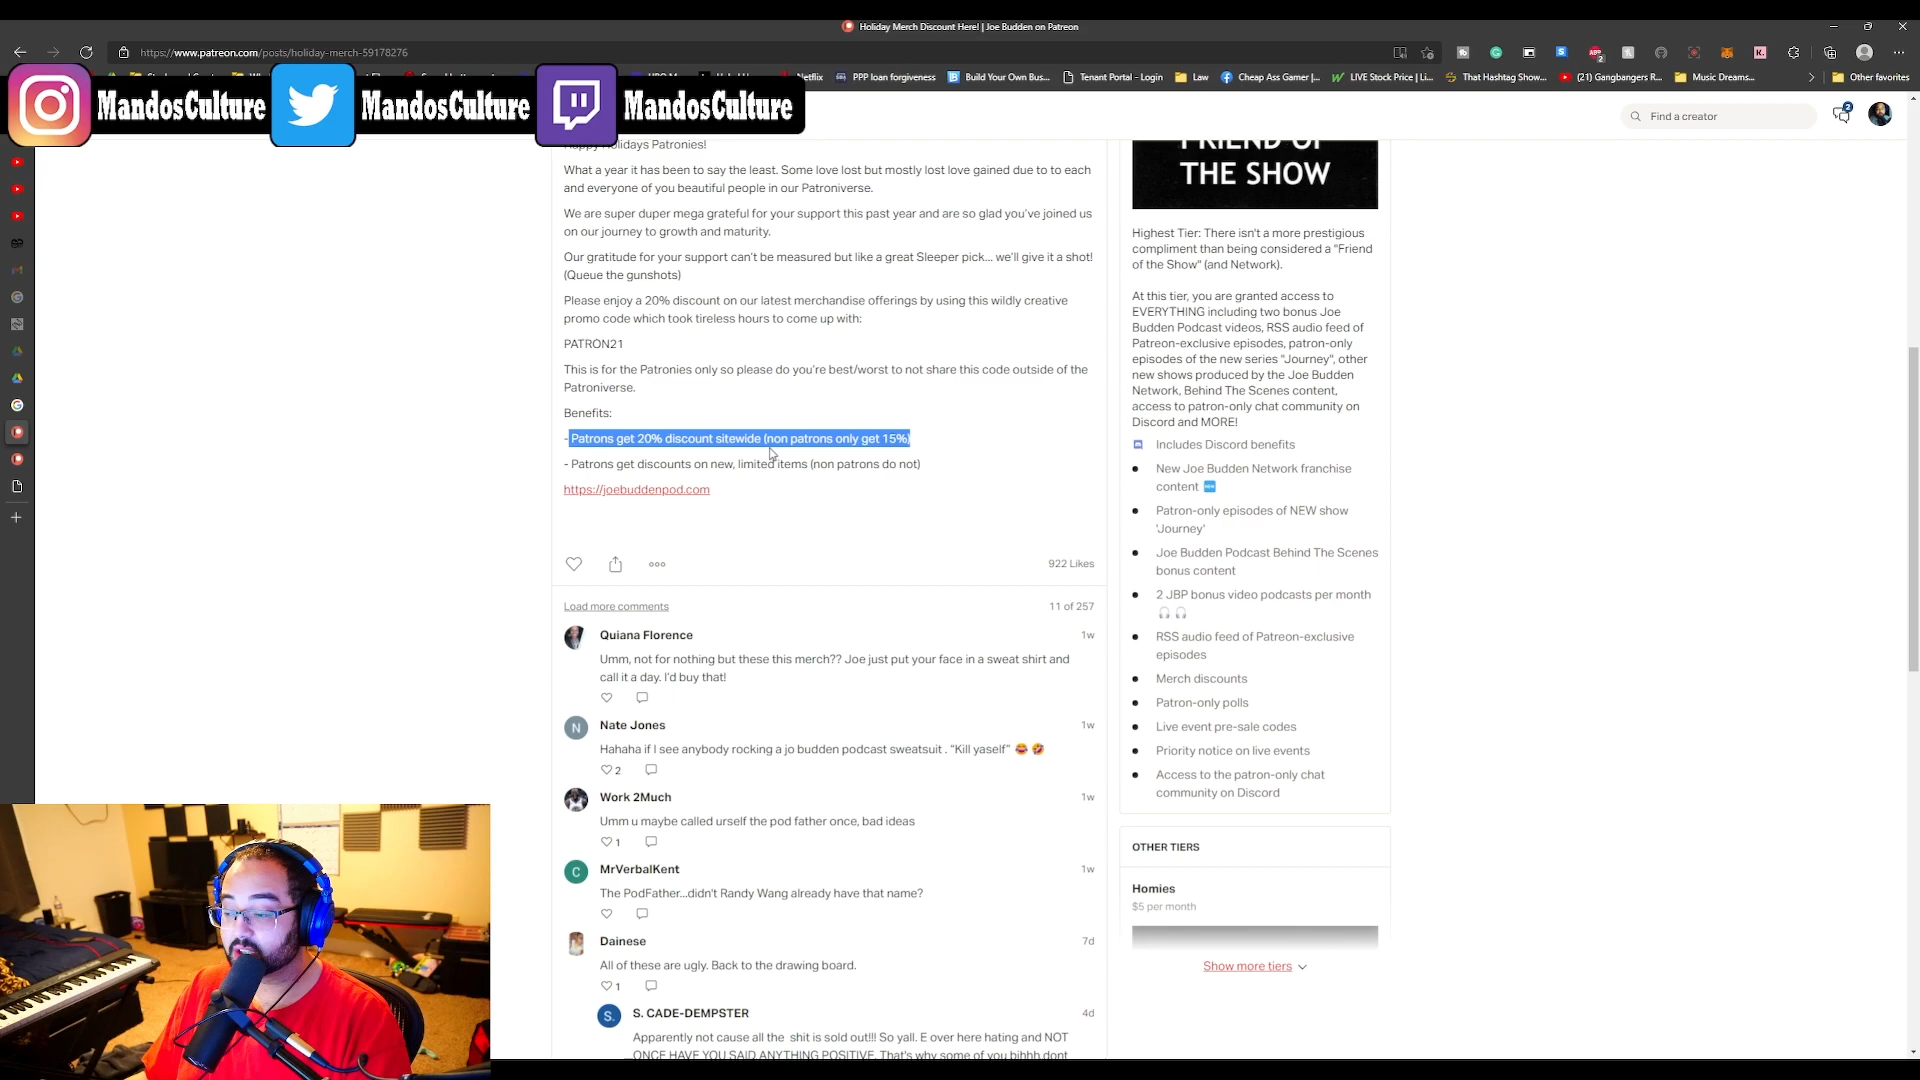 Holiday Merch Discount Here! | Joe Budden on Patreon
https://www.patreon.com/posts/holiday-merch-59178276
Netflix
PPP loan forgiveness
Build Your Own Bus...
Tenant Portal - Login
Law
Cheap Ass Gamer |...
LIVE Stock Price | Li...
That Hashtag Show...
(21) Gangbangers R...
Music Dreams...
Other favorites
MandosCulture
MandosCulture
MandosCulture
Find a creator
2
Happy Holidays Patronies!
What a year it has been to say the least. Some love lost but mostly lost love gained due to to each
and everyone of you beautiful people in our Patroniverse.
We are super duper mega grateful for your support this past year and are so glad you've joined us
on our journey to growth and maturity.
Our gratitude for your support can't be measured but like a great Sleeper pick... we'll give it a shot!
(Queue the gunshots)
Please enjoy a 20% discount on our latest merchandise offerings by using this wildly creative
promo code which took tireless hours to come up with:
PATRON21
This is for the Patronies only so please do you're best/worst to not share this code outside of the
Patroniverse.
Benefits:
- Patrons get 20% discount sitewide (non patrons only get 15%)
- Patrons get discounts on new, limited items (non patrons do not)
https://joebuddenpod.com
922 Likes
Load more comments
11 of 257
Quiana Florence
1w
Umm, not for nothing but these this merch?? Joe just put your face in a sweat shirt and
call it a day. I'd buy that!
N
Nate Jones
1w
Hahaha if I see anybody rocking a jo budden podcast sweatsuit . "Kill yaself" 😂 🤣
2
Work 2Much
1w
Umm u maybe called urself the pod father once, bad ideas
1
C
MrVerbalKent
1w
The PodFather...didn't Randy Wang already have that name?
Dainese
7d
All of these are ugly. Back to the drawing board.
1
S.
S. CADE-DEMPSTER
4d
Apparently not cause all the shit is sold out!!! So yall. E over here hating and NOT
ONCE HAVE YOU SAID ANYTHING POSITIVE. That's why some of you bihhh.dont
FRIEND OF
THE SHOW
Highest Tier: There isn't a more prestigious
compliment than being considered a "Friend
of the Show" (and Network).
At this tier, you are granted access to
EVERYTHING including two bonus Joe
Budden Podcast videos, RSS audio feed of
Patreon-exclusive episodes, patron-only
episodes of the new series "Journey", other
new shows produced by the Joe Budden
Network, Behind The Scenes content,
access to patron-only chat community on
Discord and MORE!
Includes Discord benefits
New Joe Budden Network franchise
content 🆕
Patron-only episodes of NEW show
'Journey'
Joe Budden Podcast Behind The Scenes
bonus content
2 JBP bonus video podcasts per month
🎧 🎧
RSS audio feed of Patreon-exclusive
episodes
Merch discounts
Patron-only polls
Live event pre-sale codes
Priority notice on live events
Access to the patron-only chat
community on Discord
OTHER TIERS
Homies
$5 per month
Show more tiers